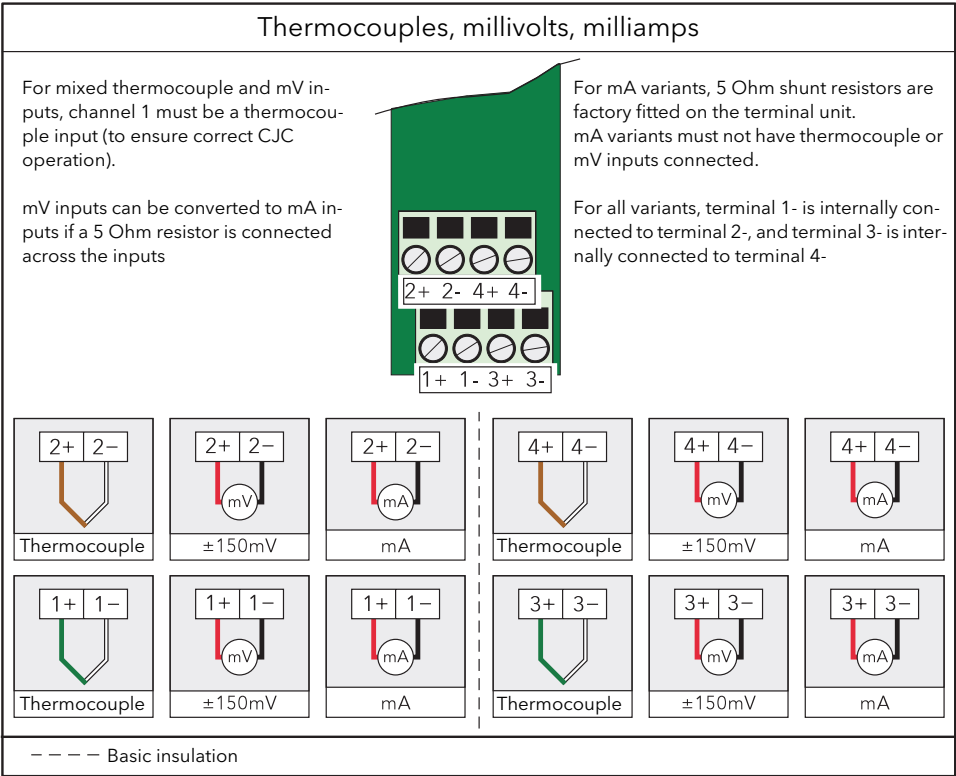 Thermocouples, millivolts, milliamps
For mixed thermocouple and mV in-
puts, channel 1 must be a thermocou-
ple input (to ensure correct CJC
operation).
mV inputs can be converted to mA in-
puts if a 5 Ohm resistor is connected
across the inputs
For mA variants, 5 Ohm shunt resistors are
factory fitted on the terminal unit.
mA variants must not have thermocouple or
mV inputs connected.
For all variants, terminal 1- is internally con-
nected to terminal 2-, and terminal 3- is inter-
nally connected to terminal 4-
2+ 2- 4+ 4-
1+ 1- 3+ 3-
2+ 2−
Thermocouple
2+ 2−
mV
±150mV
2+ 2−
mA
mA
4+ 4−
Thermocouple
4+ 4−
mV
±150mV
4+ 4−
mA
mA
1+ 1−
Thermocouple
1+ 1−
mV
±150mV
1+ 1−
mA
mA
3+ 3−
Thermocouple
3+ 3−
mV
±150mV
3+ 3−
mA
mA
Basic insulation